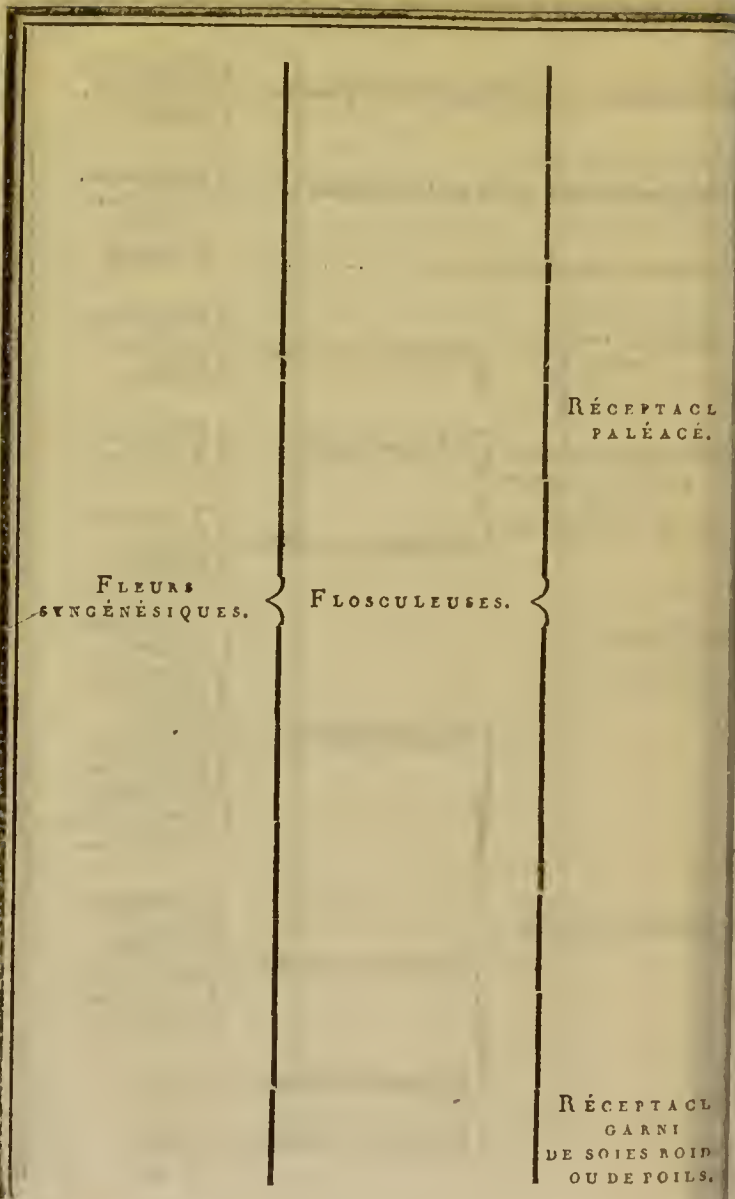 FLEURS
SYNGÉNÉSIQUES.
FLOSCULEUSES.
RÉCEPTACL
PALÉACÉ.
RÉCEPTACL
GARNI
DE SOIES ROID
OU DE POILS.